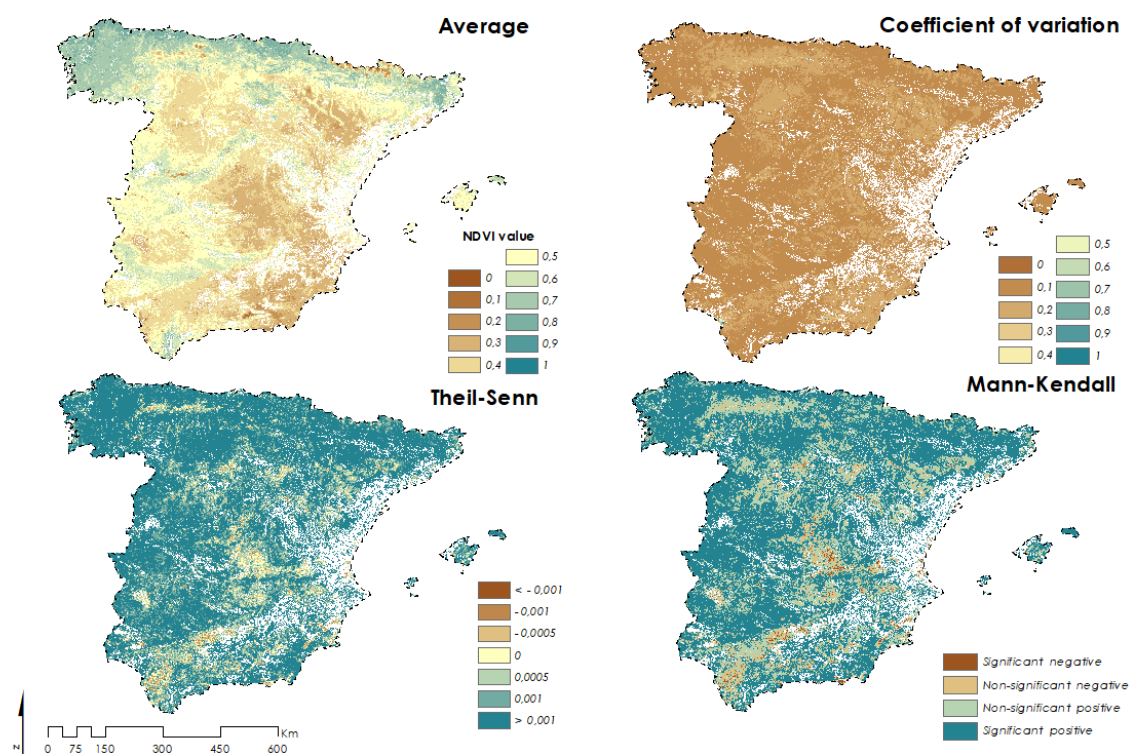 Average
Coefficient of variation
NDVI value
0
0,1
0,2
0,3
0,4
0,5
0,6
0,7
0,8
0,9
1
0
0,1
0,2
0,3
0,4
0,5
0,6
0,7
0,8
0,9
1
Theil-Senn
Mann-Kendall
< - 0,001
- 0,001
- 0,0005
0
0,0005
0,001
> 0,001
Significant negative
Non-significant negative
Non-significant positive
Significant positive
N
Km
0 75 150 300 450 600